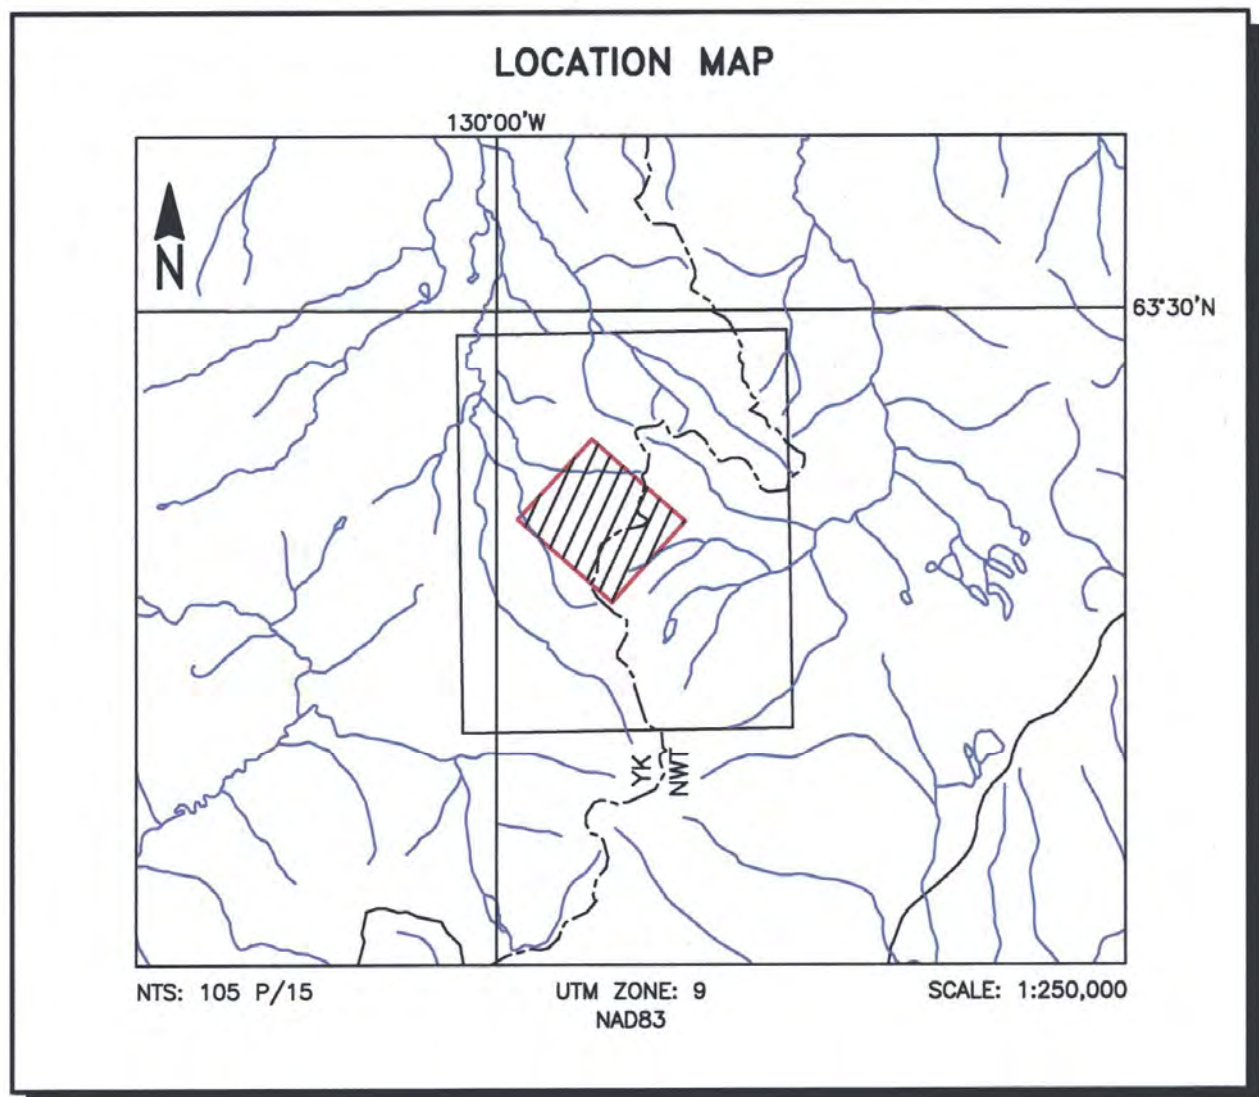 LOCATION MAP
130°00'W
N
63°30'N
YK
NWT
NTS: 105 P/15
UTM ZONE: 9
SCALE: 1:250,000
NAD83